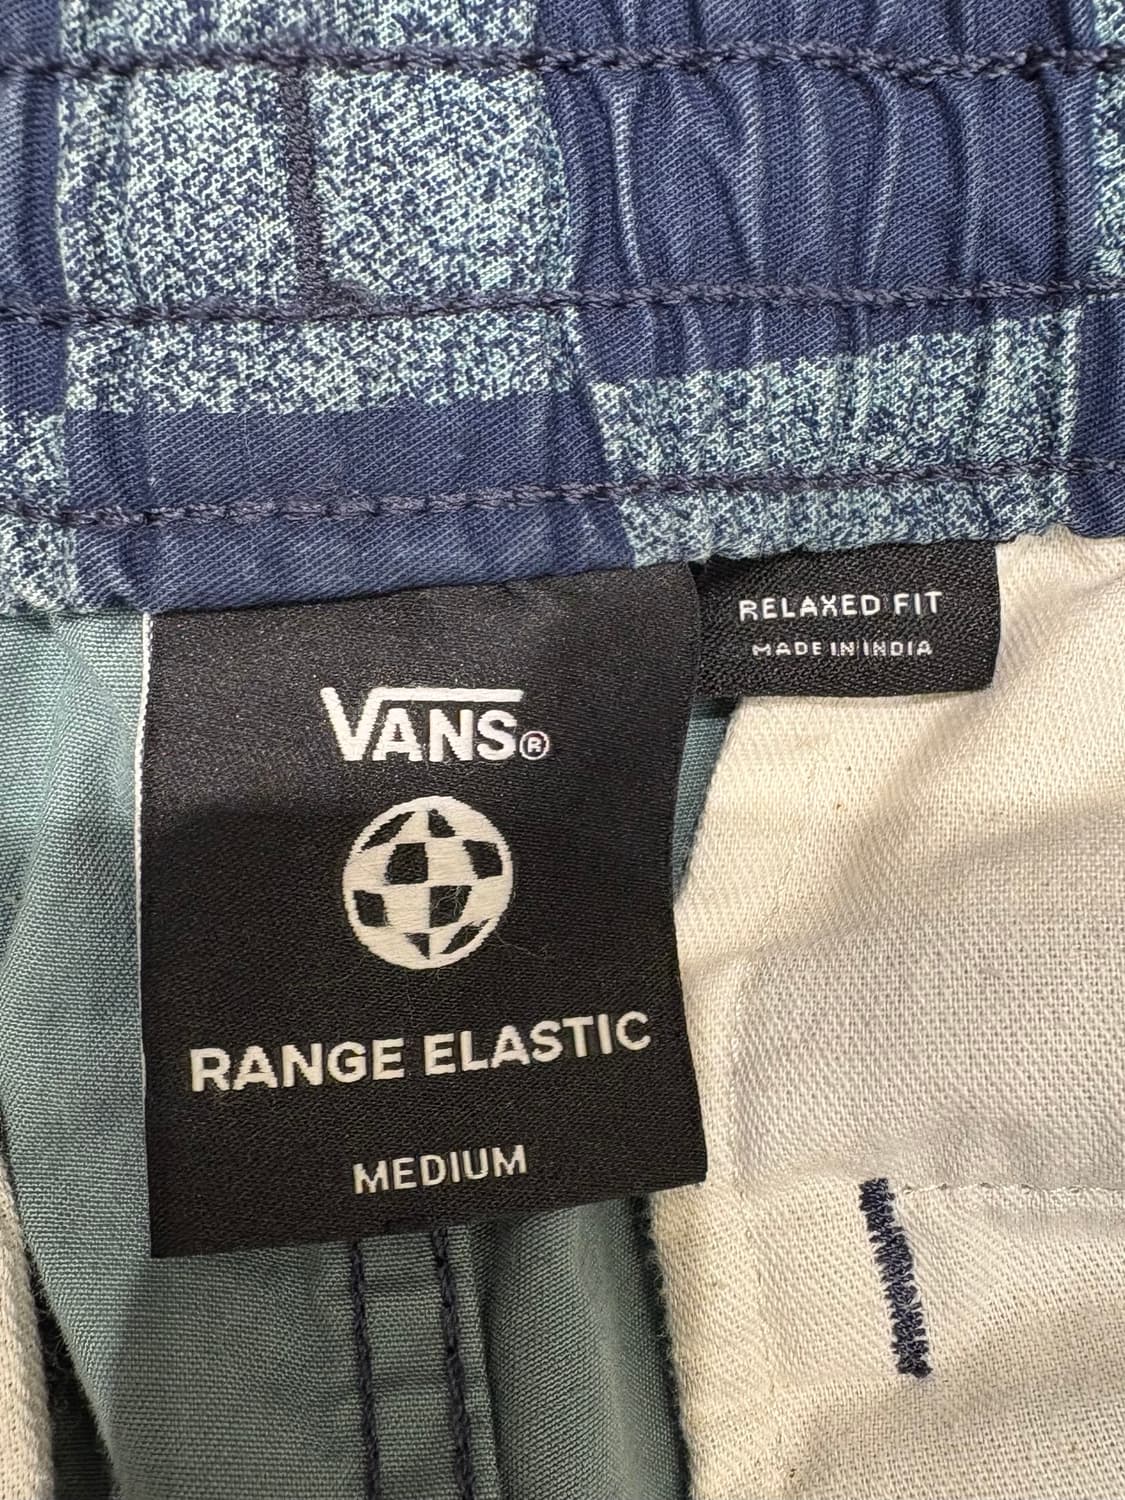 VANS®
RANGE ELASTIC
MEDIUM
RELAXED FIT
MADE IN INDIA